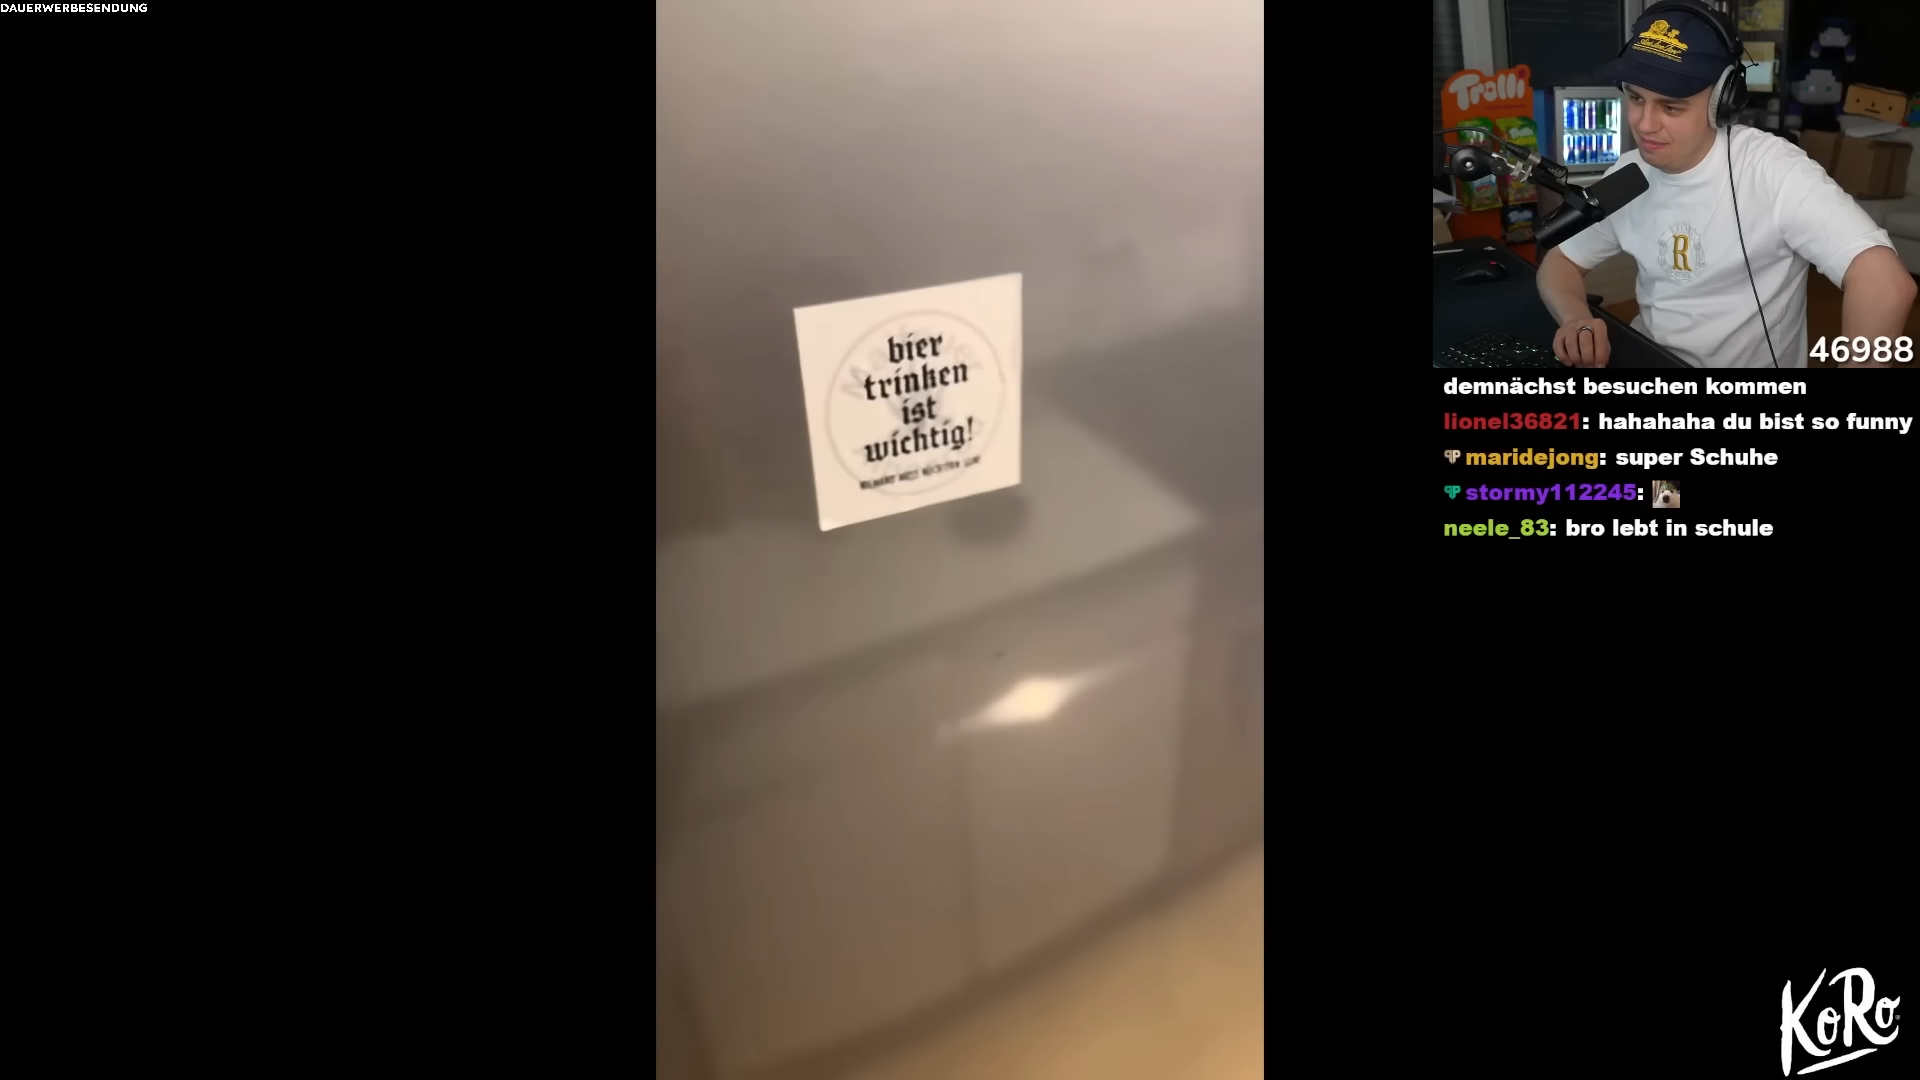 DAUERWERBESENDUNG
bier
trinken
ist
wichtig!
Trolli
R
46988
demnächst besuchen kommen
lionel36821: hahahaha du bist so funny
maridejong: super Schuhe
stormy112245:
neele_83: bro lebt in schule
KoRo